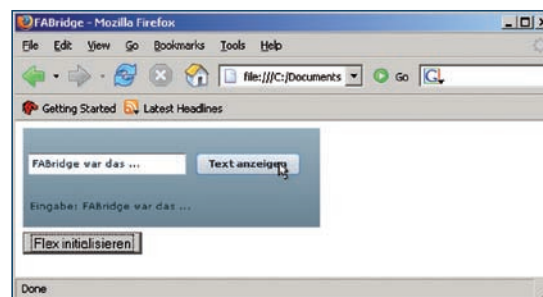 FABridge - Mozilla Firefox
File Edit View Go Bookmarks Tools Help
file:///C:/Documents Go G
Getting Started Latest Headlines
FABridge war das ... Text anzeigen
Eingabe: FABridge war das ...
Flex initialisieren
Done